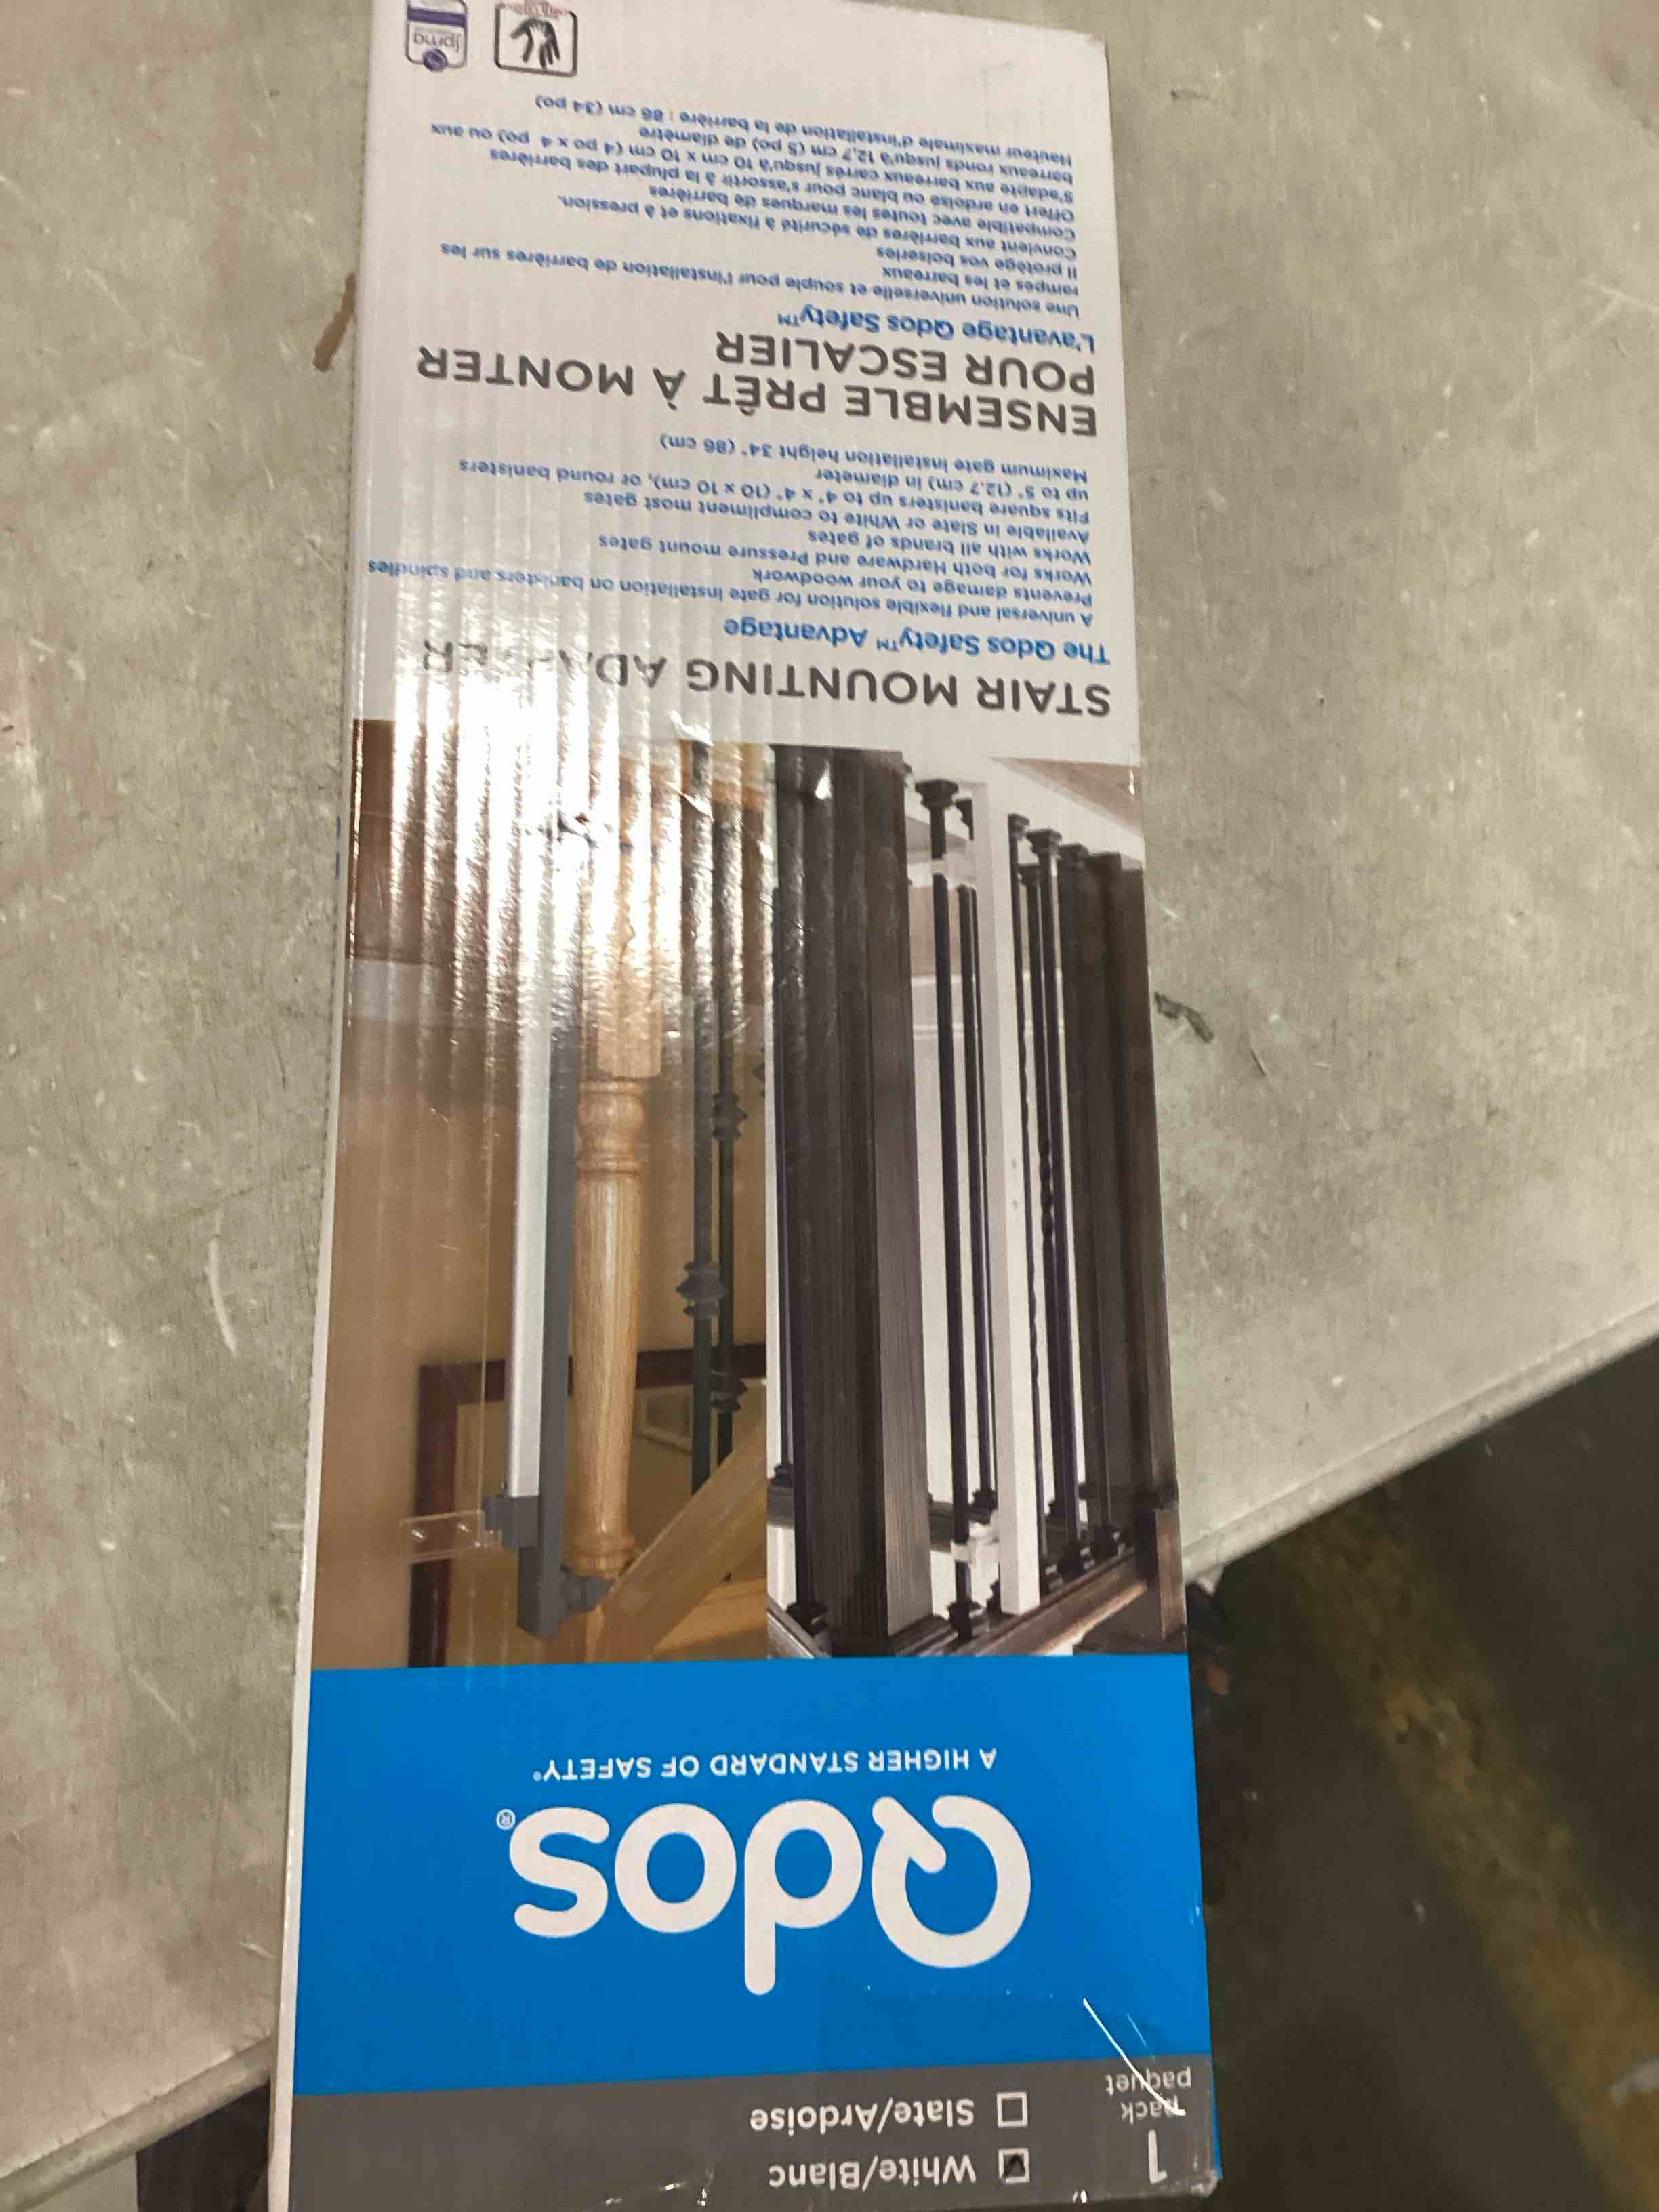 1
pack
paquet
White/Blanc
Slate/Ardoise
Qdos®
A HIGHER STANDARD OF SAFETY®
STAIR MOUNTING
The Qdos Safety™ Advantage
A universal and flexible solution for gate installation on banisters and spindles
Prevents damage to your woodwork
Works for both Hardware and Pressure mount gates
Works with all brands of gates
Available in Slate or White to compliment most gates
Fits square banisters up to 4" x 4" (10 x 10 cm), or round banisters
up to 5" (12.7 cm) in diameter
Maximum gate installation height 34" (86 cm)
ENSEMBLE PRÊT À MONTER
POUR ESCALIER
L'avantage Qdos Safety™
Une solution universelle et souple pour l'installation de barrières sur les
rampes et les barreaux
Il protège vos boiseries
Convient aux barrières de sécurité à fixations et à pression.
Compatible avec toutes les marques de barrières
Offert en ardoise ou blanc pour s'assortir à la plupart des barrières
S'adapte aux barreaux carrés jusqu'à 10 cm x 10 cm (4 po x 4 po) ou aux
barreaux ronds jusqu'à 12,7 cm (5 po) de diamètre
Hauteur maximale d'installation de la barrière : 86 cm (34 po)
jpma